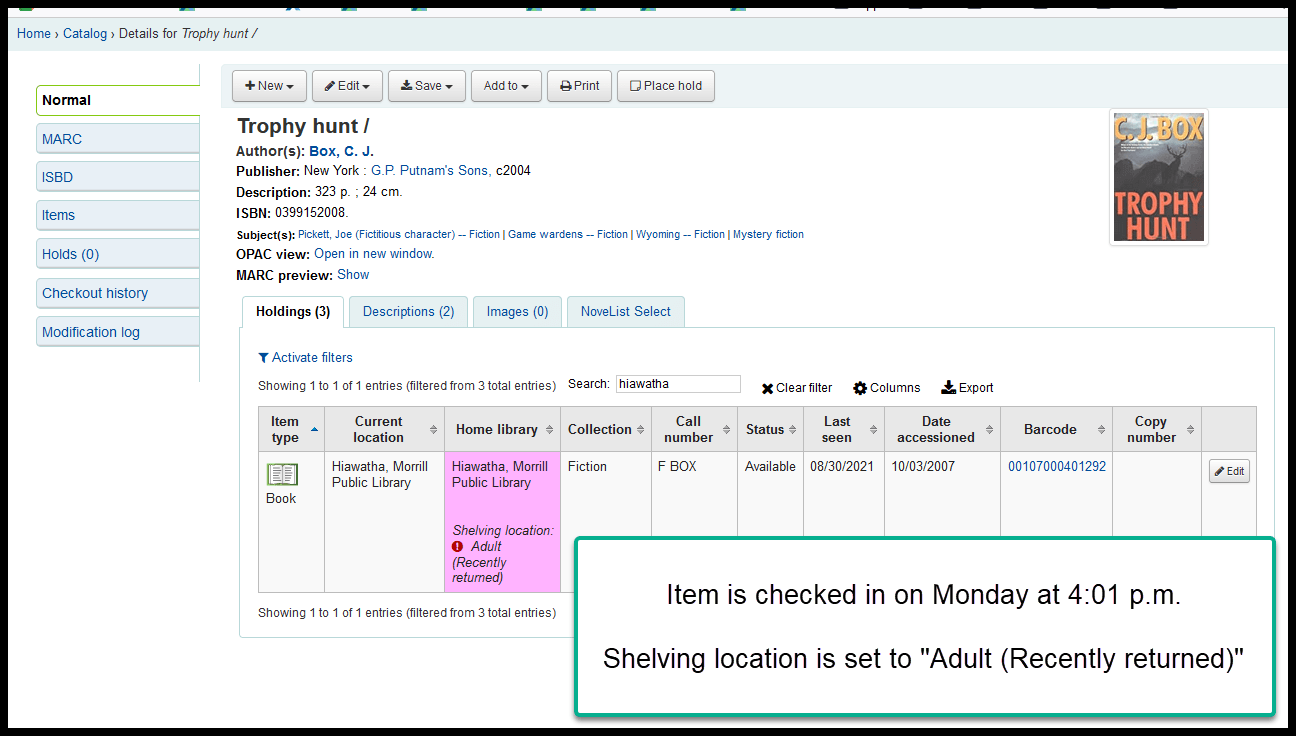 Home › Catalog › Details for Trophy hunt /
Normal
MARC
ISBD
Items
Holds (0)
Checkout history
Modification log
New Edit Save Add to Print Place hold
Trophy hunt /
Author(s): Box, C. J.
Publisher: New York : G.P. Putnam's Sons, c2004
Description: 323 p. ; 24 cm.
ISBN: 0399152008.
Subject(s): Pickett, Joe (Fictitious character) -- Fiction | Game wardens -- Fiction | Wyoming -- Fiction | Mystery fiction
OPAC view: Open in new window.
MARC preview: Show
C.J. BOX
TROPHY
HUNT
Holdings (3) Descriptions (2) Images (0) NoveList Select
Activate filters
Showing 1 to 1 of 1 entries (filtered from 3 total entries) Search: hiawatha Clear filter Columns Export
Item type Current location Home library Collection Call number Status Last seen Date accessioned Barcode Copy number
Book Hiawatha, Morrill Public Library Hiawatha, Morrill Public Library Fiction F BOX Available 08/30/2021 10/03/2007 00107000401292 Edit
Shelving location:
Adult
(Recently
returned)
Showing 1 to 1 of 1 entries (filtered from 3 total entries)
Item is checked in on Monday at 4:01 p.m.
Shelving location is set to "Adult (Recently returned)"